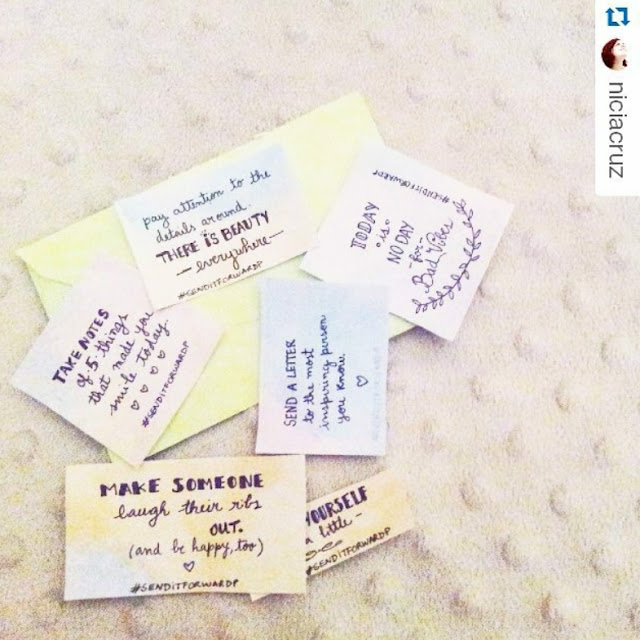 niciacruz
pay attention to the
details around.
THERE iS BEAUTY
— everywhere —
#SENDITFORWARDP
#SENDITFORWARDP
TODAY
"is"
NO DAY
"for"
Bad Vibes
TAKE NOTES
of 5 things
that made you
smile today
#SENDITFORWARDP
SEND A LETTER
to the most
inspiring person
you know
#SENDITFORWARDP
MAKE SOMEONE
laugh their ribs
OUT.
(and be happy, too)
#SENDITFORWARDP
YOURSELF
a little -
#SENDITFORWARDP